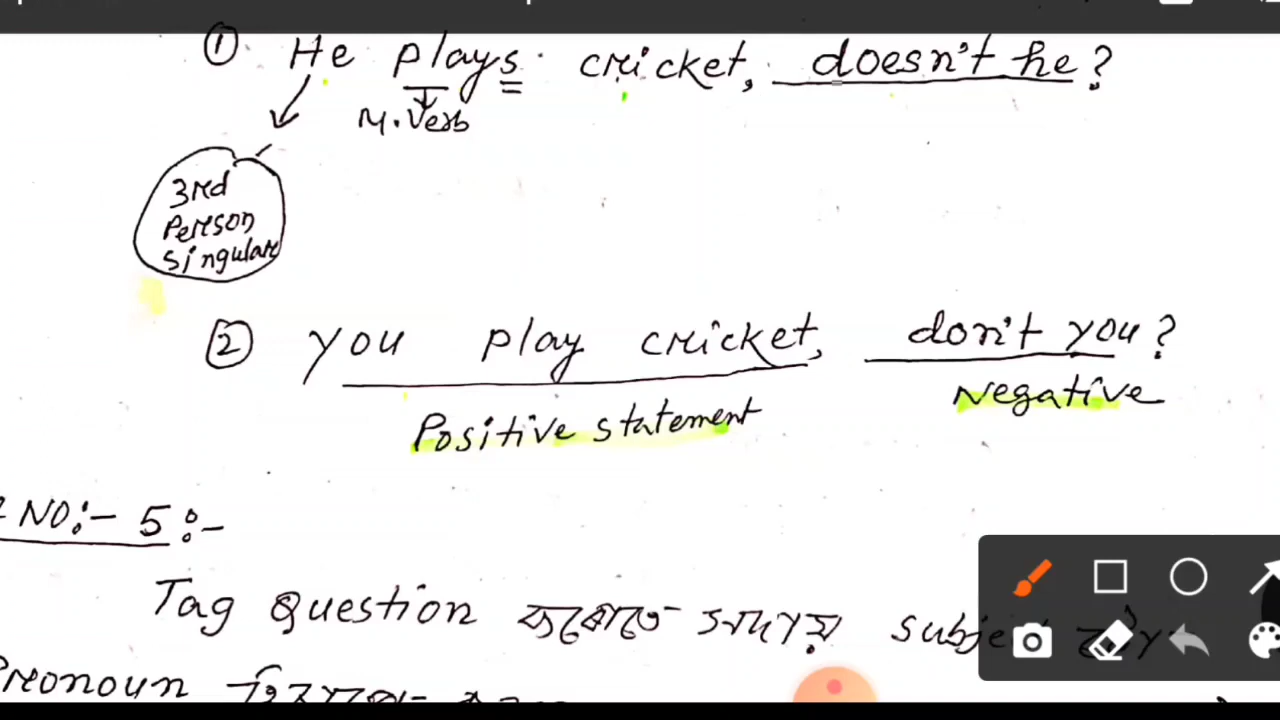 ① He plays cricket, doesn't he?
M. Verb
3rd
Person
Singular
② you play cricket, don't you?
Negative
Positive statement
NO:- 5:-
Tag Question
Pronoun